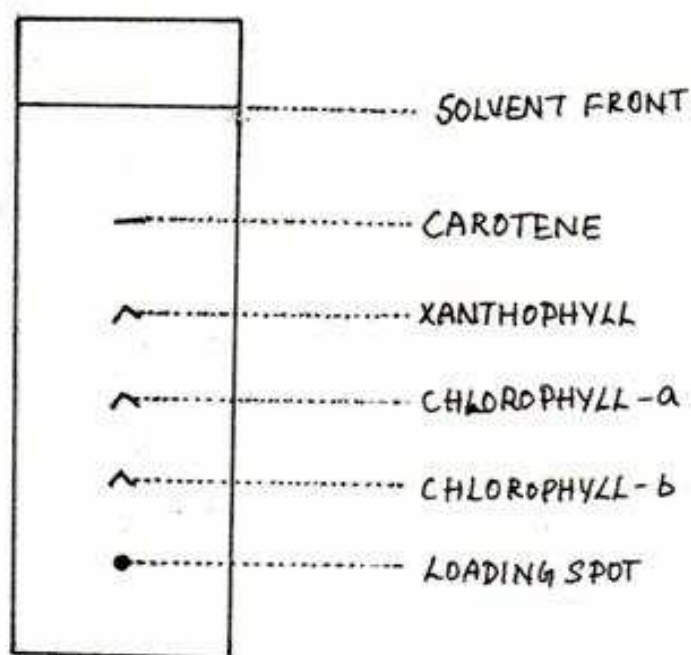 SOLVENT FRONT
CAROTENE
XANTHOPHYLL
CHLOROPHYLL-a
CHLOROPHYLL-b
LOADING SPOT